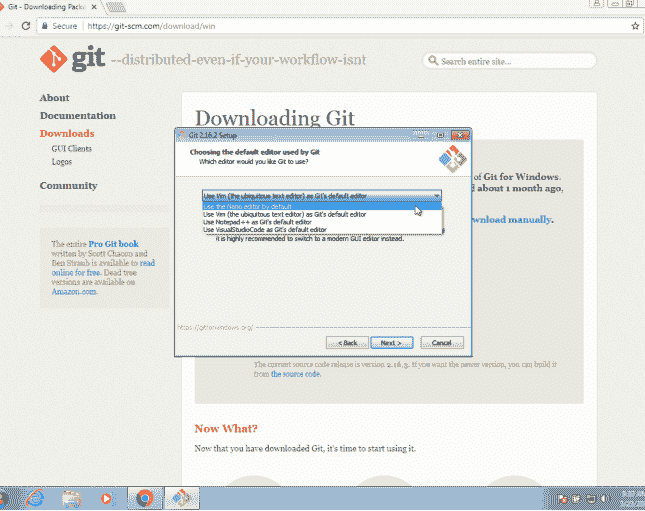 Git - Downloading Packa
Secure
https://git-scm.com/download/win
git
--distributed-even-if-your-workflow-isnt
Search entire site...
About
Documentation
Downloads
GUI Clients
Logos
Community
The entire Pro Git book
written by Scott Chacon and
Ben Straub is available to read
online for free. Dead tree
versions are available on
Amazon.com.
Downloading Git
of Git for Windows.
d about 1 month ago,
wnload manually.
Git 2.16.2 Setup
Choosing the default editor used by Git
Which editor would you like Git to use?
Use Vim (the ubiquitous text editor) as Git's default editor
Use the Nano editor by default
Use Vim (the ubiquitous text editor) as Git's default editor
Use Notepad++ as Git's default editor
Use VisualStudioCode as Git's default editor
it is highly recommended to switch to a modern GUI editor instead.
https://gitforwindows.org/
< Back
Next >
Cancel
The current source code release is version 2.16.3. If you want the newer version, you can build it
from the source code.
Now What?
Now that you have downloaded Git, it's time to start using it.